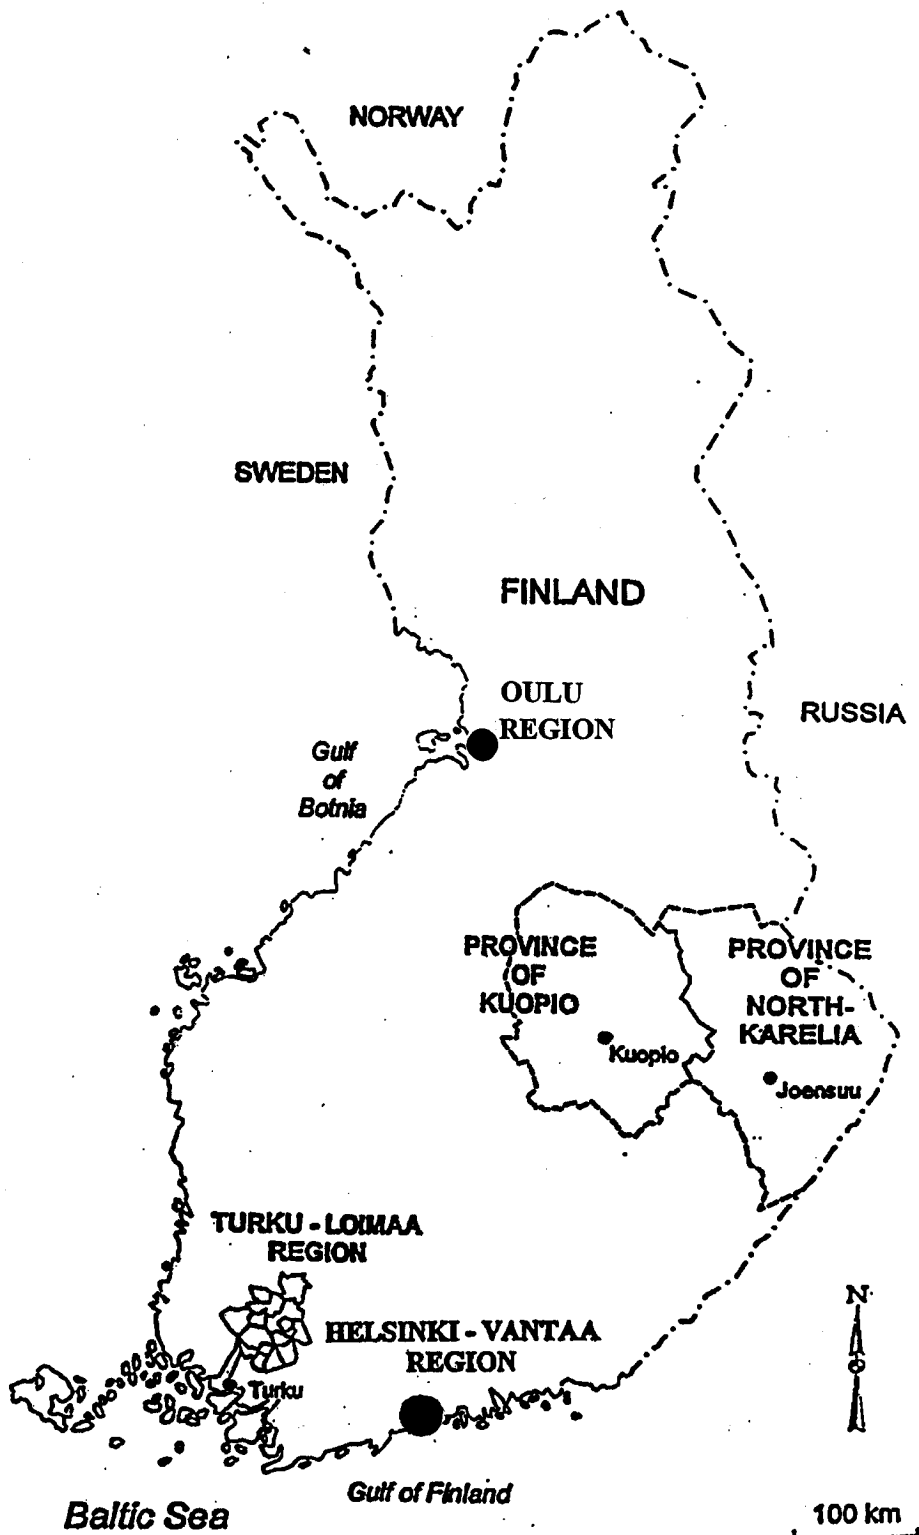 NORWAY
SWEDEN
FINLAND
OULU
REGION
RUSSIA
Gulf
of
Botnia
PROVINCE
OF
KUOPIO
PROVINCE
OF
NORTH-
KARELIA
Kuopio
Joensuu
TURKU - LOIMAA
REGION
HELSINKI - VANTAA
REGION
Turku
N
Gulf of Finland
Baltic Sea
100 km